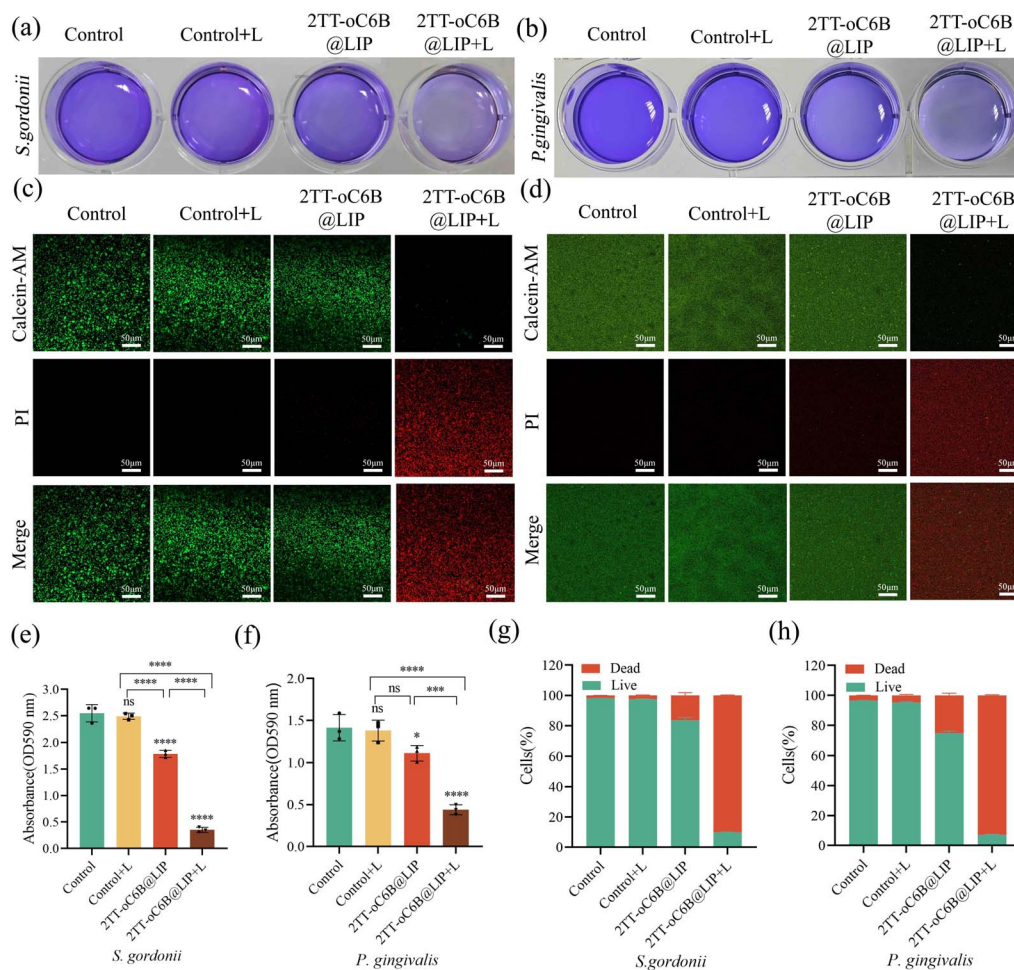 (a)
Control
Control+L
2TT-oC6B
@LIP
2TT-oC6B
@LIP+L
S.gordonii
(b)
Control
Control+L
2TT-oC6B
@LIP
2TT-oC6B
@LIP+L
P.gingivalis
(c)
Control
Control+L
2TT-oC6B
@LIP
2TT-oC6B
@LIP+L
Calcein-AM
50μm
50μm
50μm
50μm
PI
50μm
50μm
50μm
50μm
Merge
50μm
50μm
50μm
50μm
(d)
Control
Control+L
2TT-oC6B
@LIP
2TT-oC6B
@LIP+L
Calcein-AM
50μm
50μm
50μm
50μm
PI
50μm
50μm
50μm
50μm
Merge
50μm
50μm
50μm
50μm
(e)
Absorbance(OD590 nm)
3.0
2.5
2.0
1.5
1.0
0.5
0.0
****
**** ****
ns
****
****
Control
Control+L
2TT-oC6B@LIP
2TT-oC6B@LIP+L
S. gordonii
(f)
Absorbance(OD590 nm)
2.0
1.5
1.0
0.5
0.0
****
ns ***
ns
*
****
Control
Control+L
2TT-oC6B@LIP
2TT-oC6B@LIP+L
P. gingivalis
(g)
Cells(%)
120
100
80
60
40
20
0
Dead
Live
Control
Control+L
2TT-oC6B@LIP
2TT-oC6B@LIP+L
S.gordonii
(h)
Cells(%)
120
100
80
60
40
20
0
Dead
Live
Control
Control+L
2TT-oC6B@LIP
2TT-oC6B@LIP+L
P. gingivalis